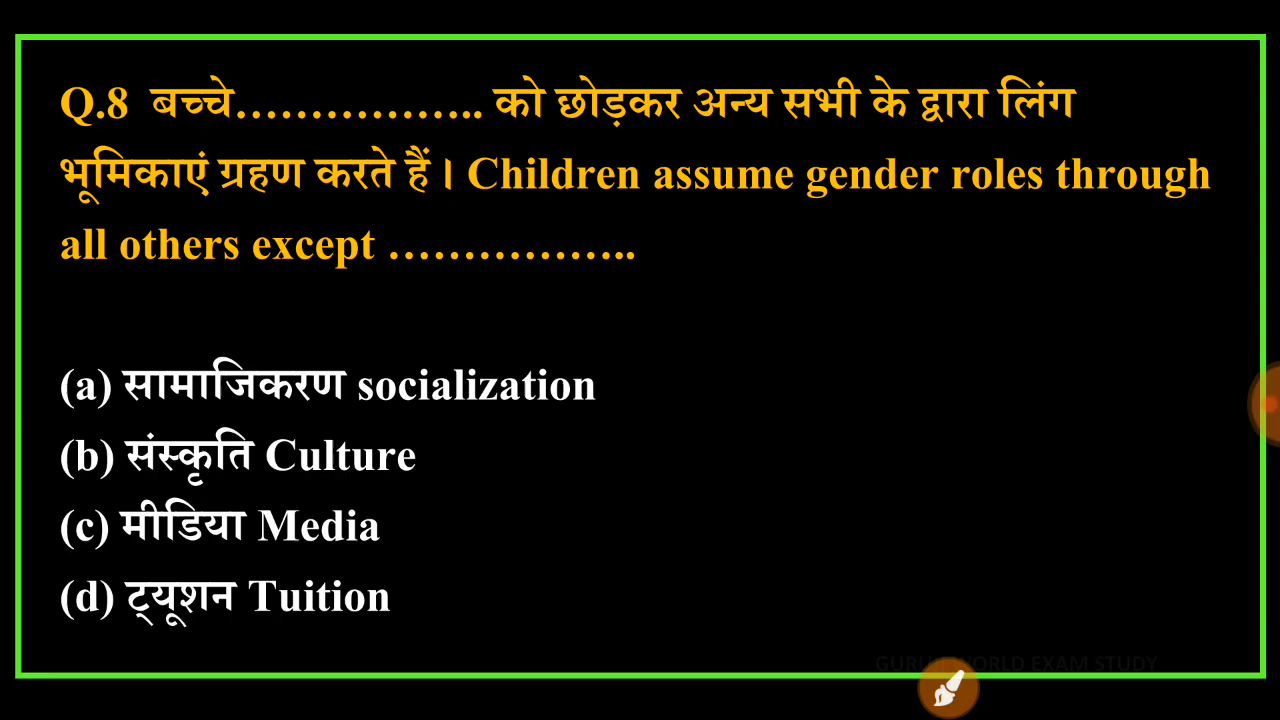 Q.8 बच्चे…………….. को छोड़कर अन्य सभी के द्वारा लिंग
भूमिकाएं ग्रहण करते हैं । Children assume gender roles through
all others except ……………..
(a) सामाजिकरण socialization
(b) संस्कृति Culture
(c) मीडिया Media
(d) ट्यूशन Tuition
WORLD EXAM STUDY